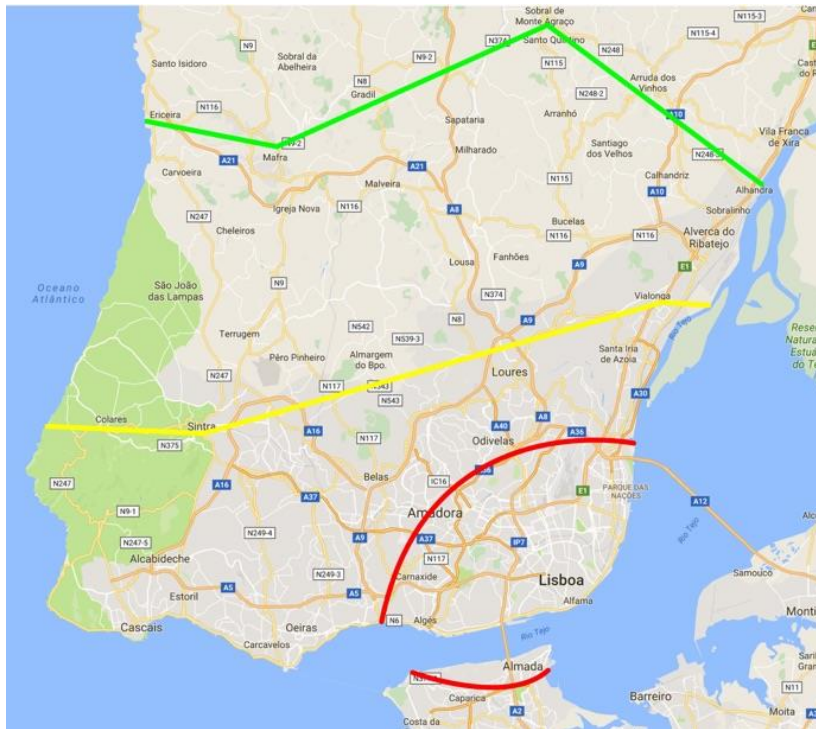 Sobral de
Monte Agraço
N115-3
Can
N9
N374
Santo Quintino
N115-4
Santo Isidoro
Sobral da
Abelheira
N9-2
N248
N115
N8
Gradil
Arruda dos
Vinhos
N248-2
N116
Ericeira
Sapataria
Arranhó
A10
Santiago
dos Velhos
Vila Franca
de Xira
Mafra
Milharado
A21
A21
Carvoeira
N115
Calhandriz
Malveira
A10
Alhandra
N247
Igreja Nova
N116
A8
Sobralinho
Cheleiros
Bucelas
N116
N116
Alverca do
Ribatejo
Fanhões
Lousa
A9
E1
Oceano
Atlântico
São João
das Lampas
N9
N374
Vialonga
N8
A9
Rio Tejo
N542
Terrugem
N539-3
Santa Iria
de Azoia
Pêro Pinheiro
Almargem
do Bpo.
N247
Loures
N117
N543
A30
N543
Colares
Sintra
A16
A40
A8
A36
N375
N117
Odivelas
Belas
N247
A16
IC16
PARQUE DAS
NAÇÕES
A37
E1
A12
N9-1
Amadora
N249-4
A37
IP7
Rio Tejo
N247-5
A9
Alcabideche
N117
N249-3
Carnaxide
Lisboa
Samouco
A5
A5
Estoril
Alfama
Cascais
Oeiras
N6
Algés
Carcavelos
Rio Tejo
Almada
Caparica
Barreiro
N11
A2
Moita
Costa da